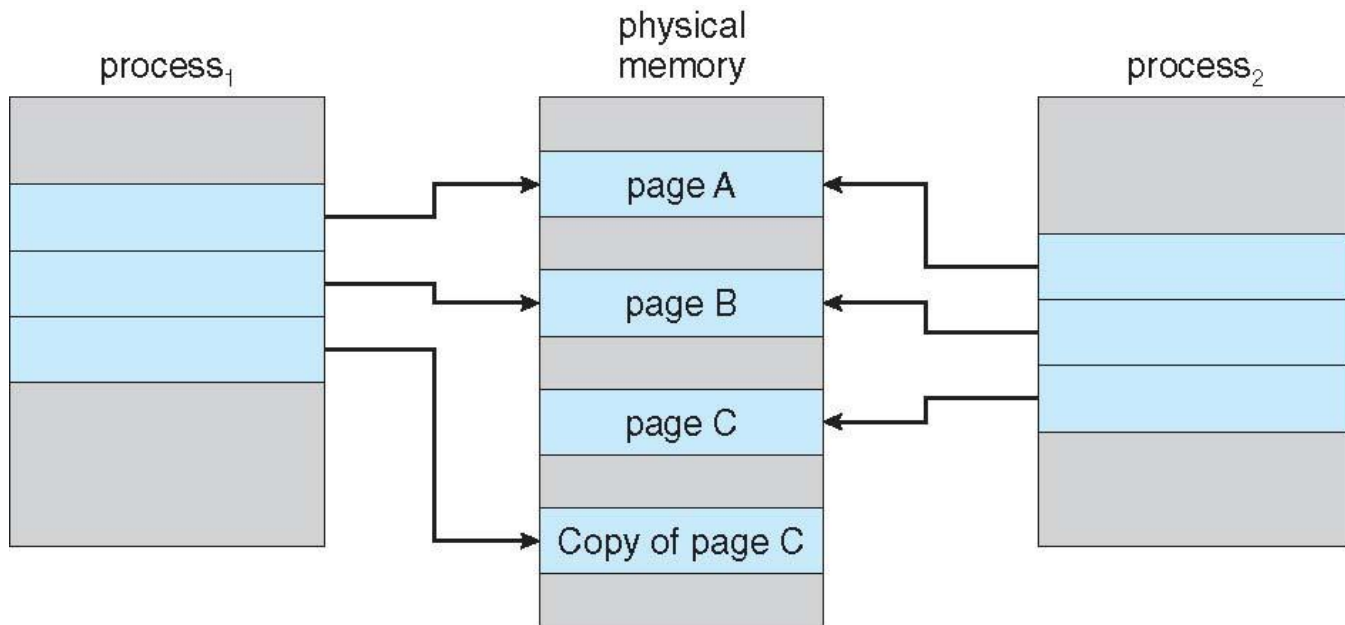 physical
memory
process₁
process₂
page A
page B
page C
Copy of page C